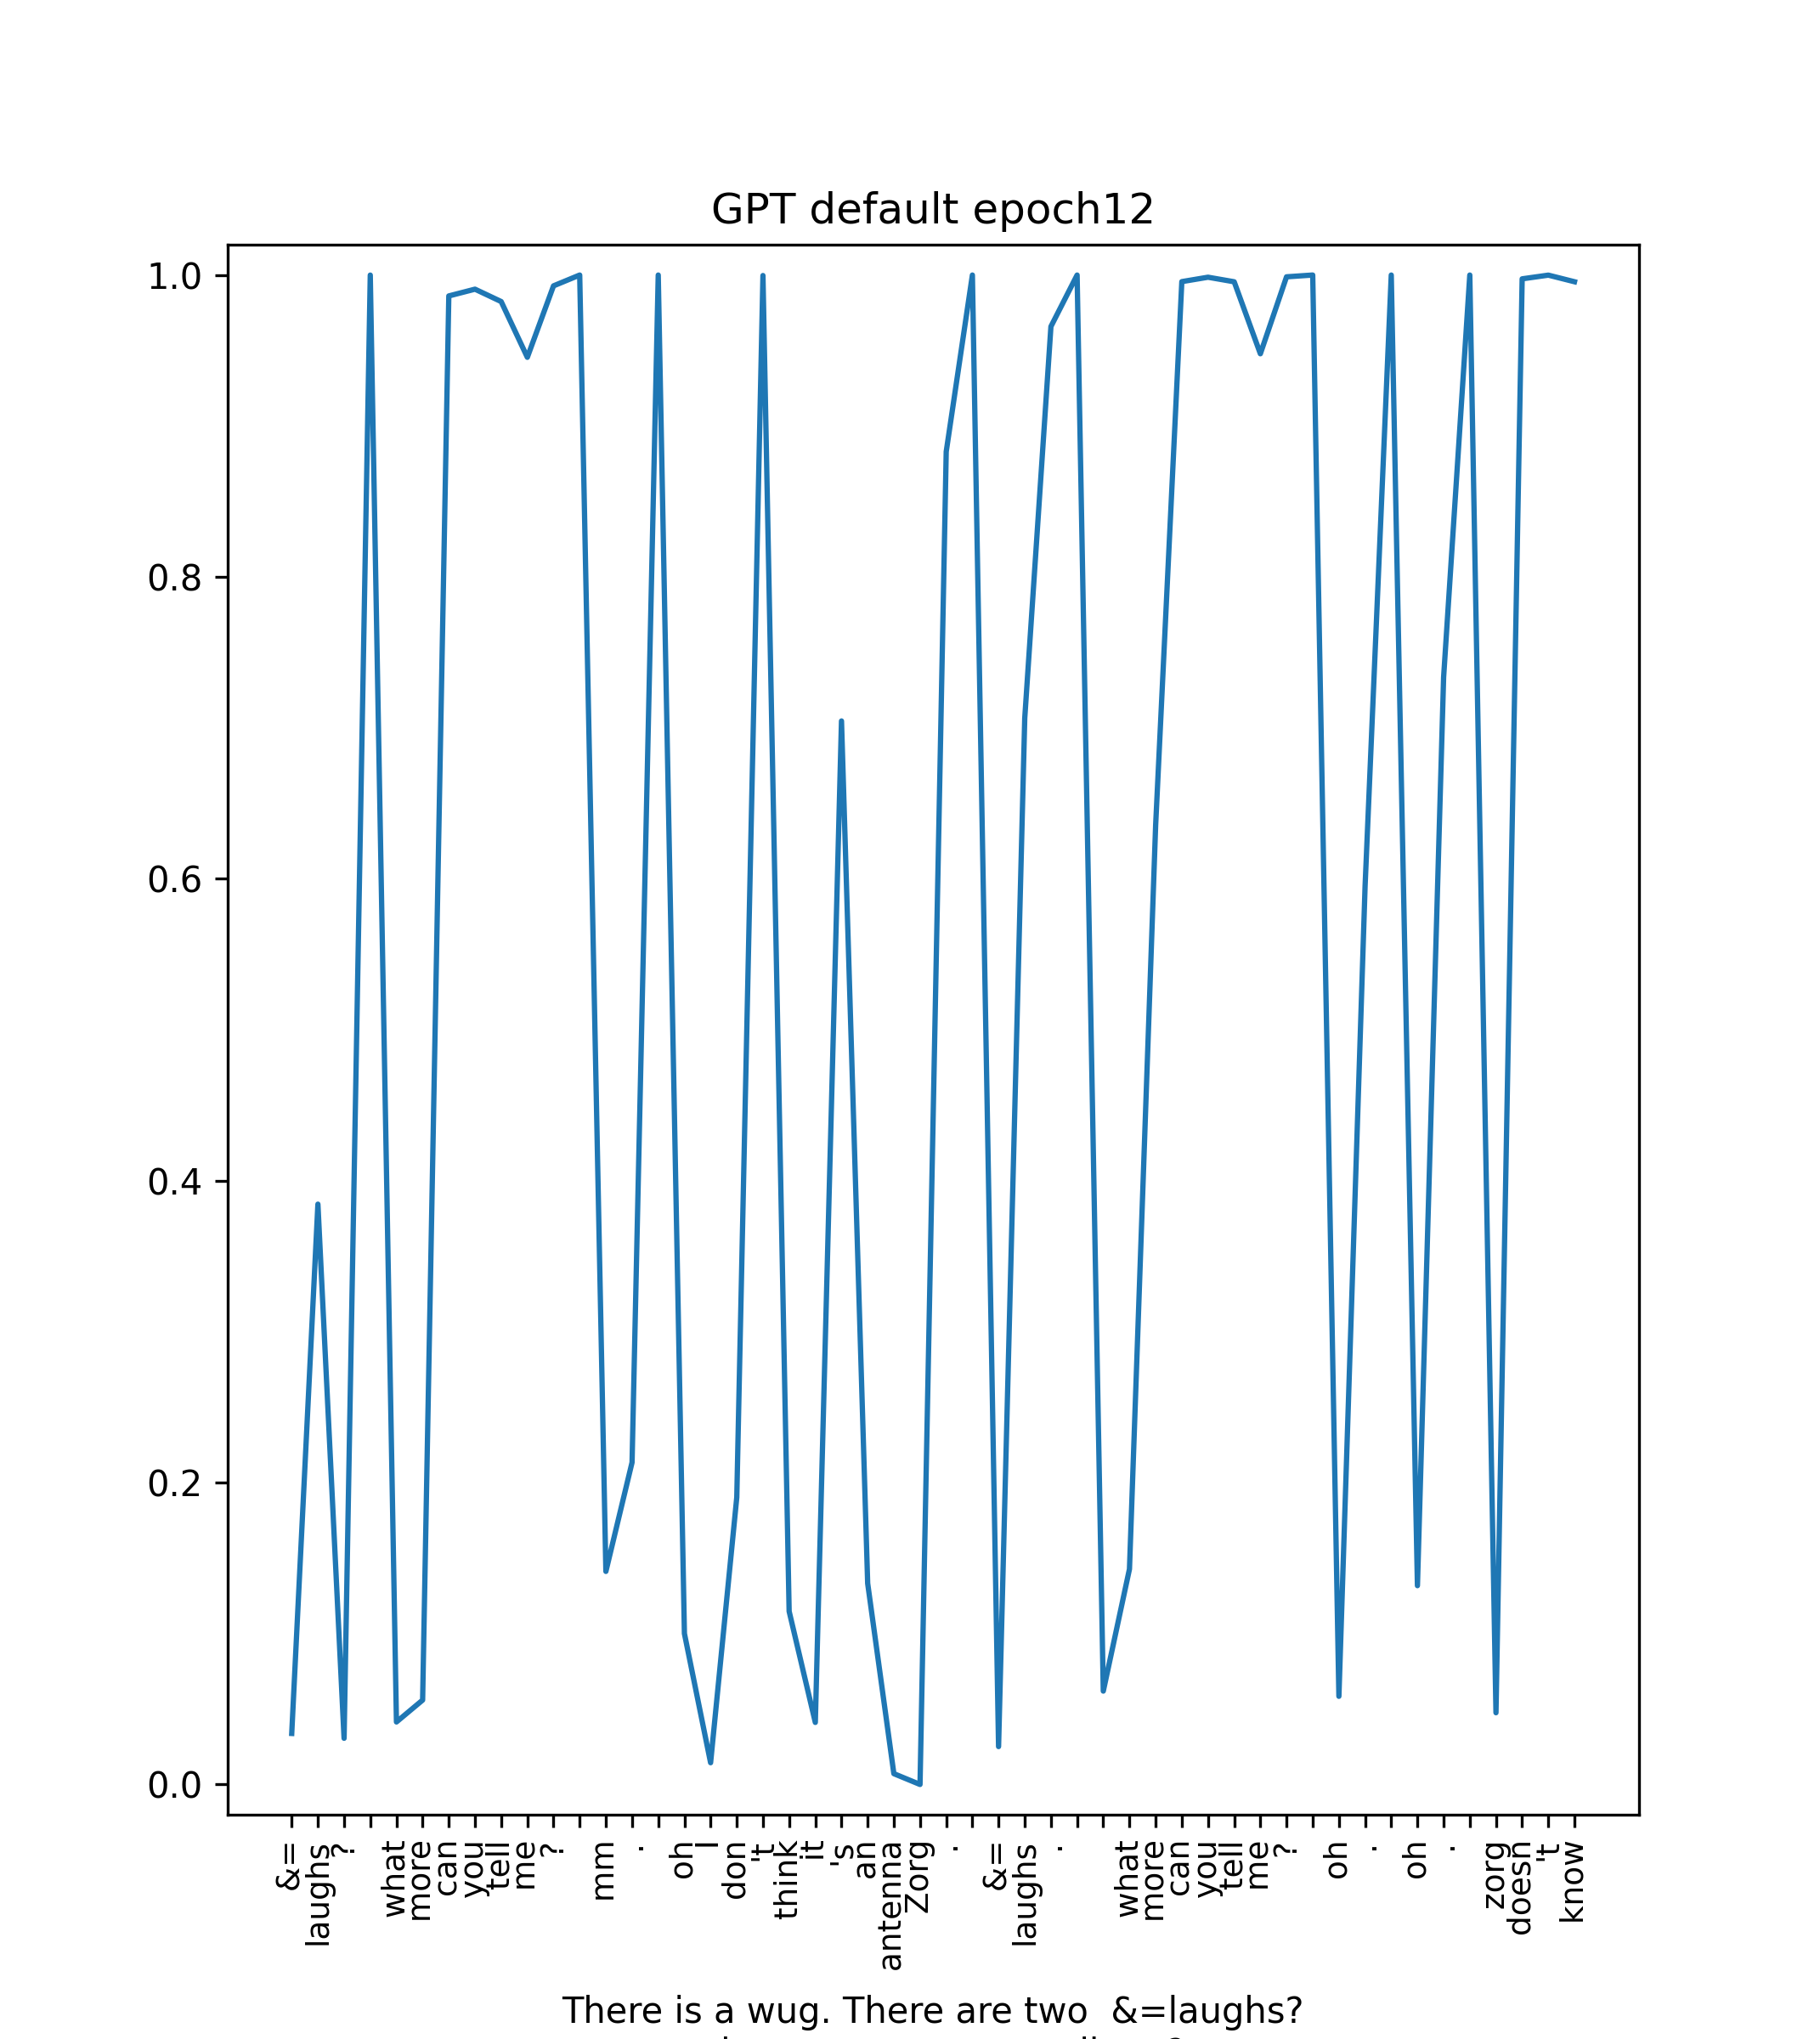 GPT default epoch12
1.0
0.8
0.6
0.4
0.2
0.0
&=
laughs
?
what
more
can
you
tell
me
?
mm
.
oh
I
don
't
think
it
's
an
antenna
Zorg
.
&=
laughs
.
what
more
can
you
tell
me
?
oh
.
oh
.
zorg
doesn
't
know
There is a wug. There are two &=laughs?